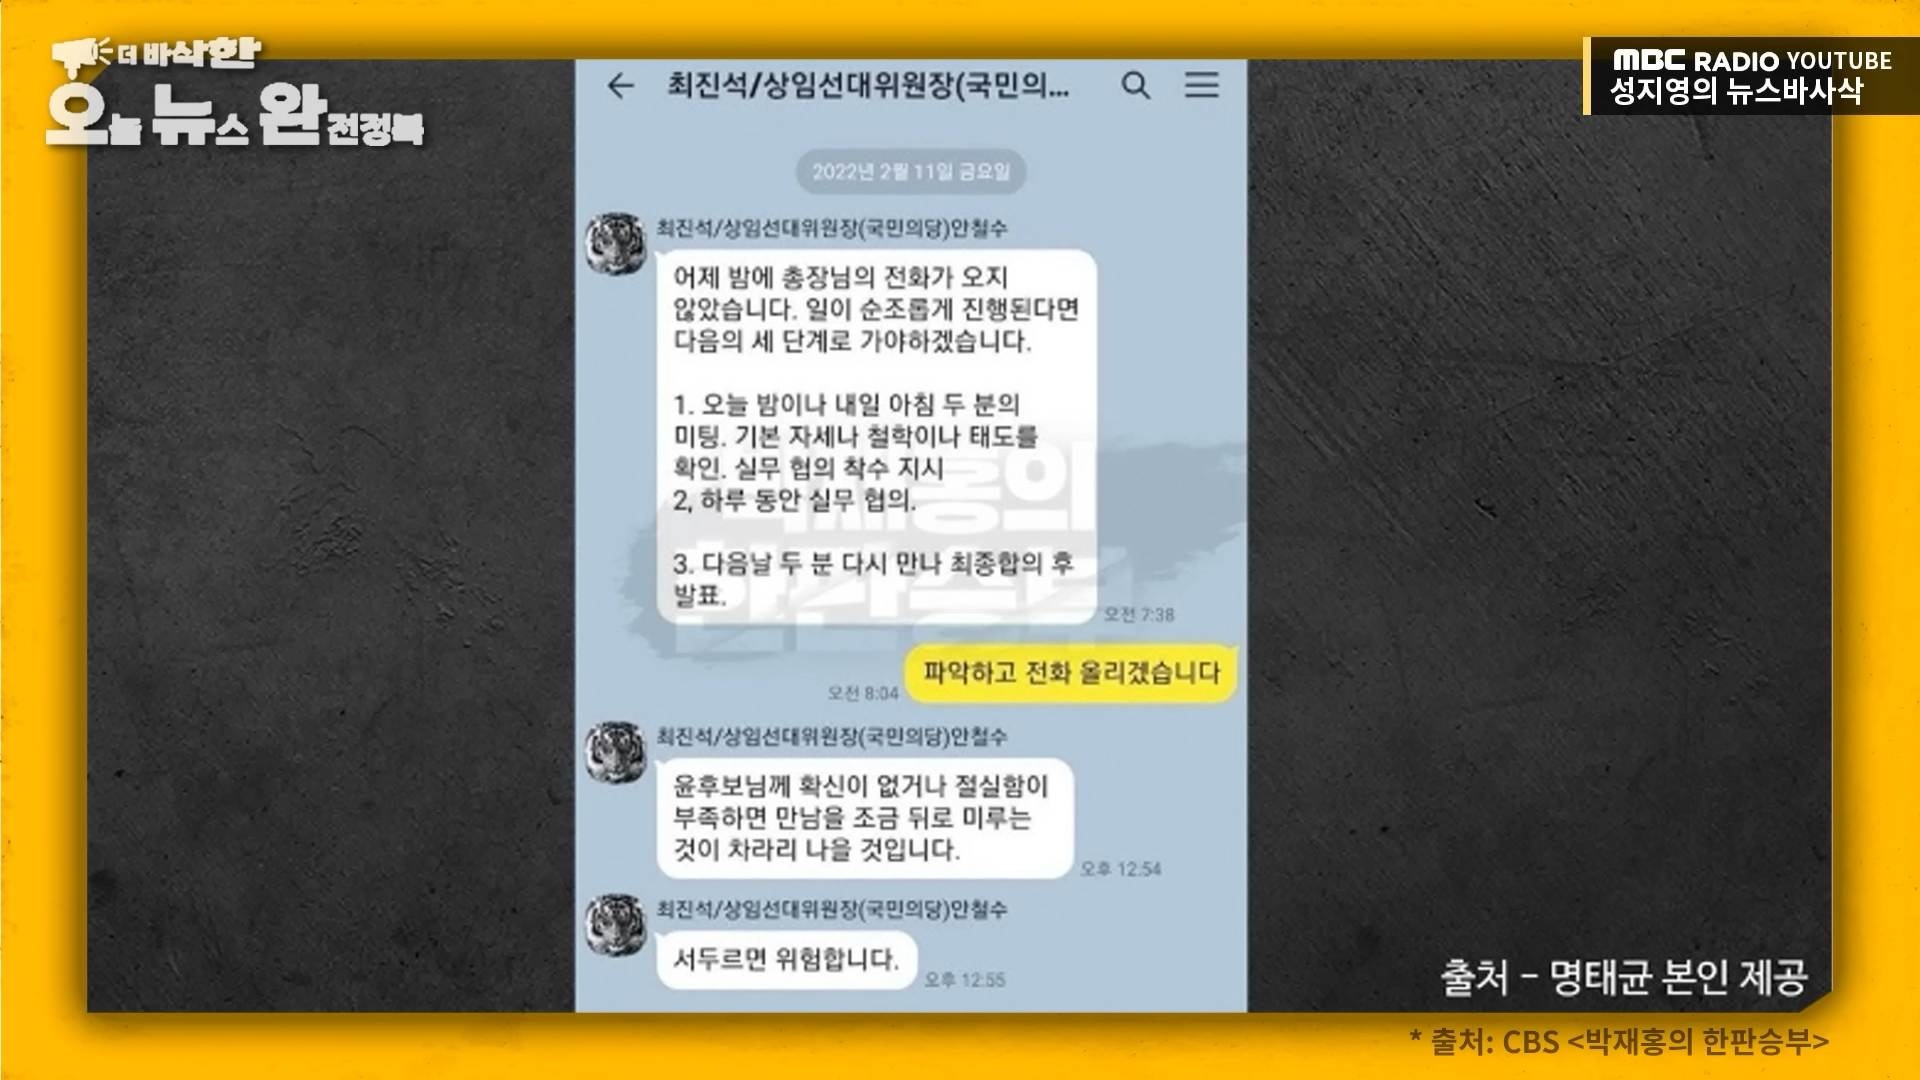 더 바삭한
오늘 뉴스 완전정복
MBC RADIO YOUTUBE
성지영의 뉴스바사삭
최진석/상임선대위원장(국민의...
2022년 2월 11일 금요일
최진석/상임선대위원장(국민의당)안철수
어제 밤에 총장님의 전화가 오지
않았습니다. 일이 순조롭게 진행된다면
다음의 세 단계로 가야하겠습니다.
1. 오늘 밤이나 내일 아침 두 분의
미팅. 기본 자세나 철학이나 태도를
확인. 실무 협의 착수 지시
2, 하루 동안 실무 협의.
3. 다음날 두 분 다시 만나 최종합의 후
발표.
오전 7:38
박재홍의
한판승부
파악하고 전화 올리겠습니다
오전 8:04
최진석/상임선대위원장(국민의당)안철수
윤후보님께 확신이 없거나 절실함이
부족하면 만남을 조금 뒤로 미루는
것이 차라리 나을 것입니다.
오후 12:54
최진석/상임선대위원장(국민의당)안철수
서두르면 위험합니다.
오후 12:55
출처 - 명태균 본인 제공
* 출처: CBS <박재홍의 한판승부>